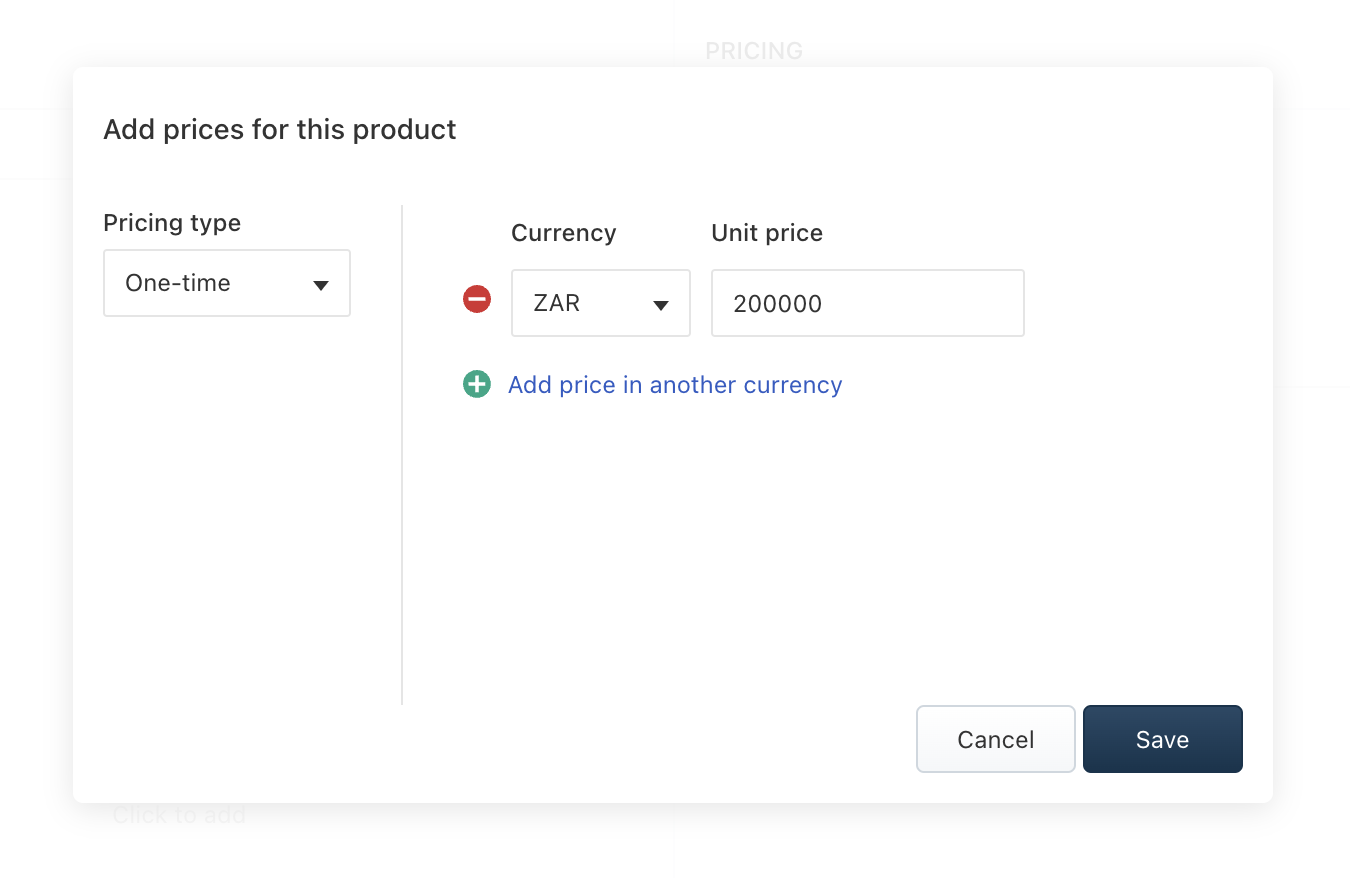 PRICING
Add prices for this product
Pricing type
One-time
Currency
Unit price
ZAR
200000
Add price in another currency
Cancel
Save
Click to add